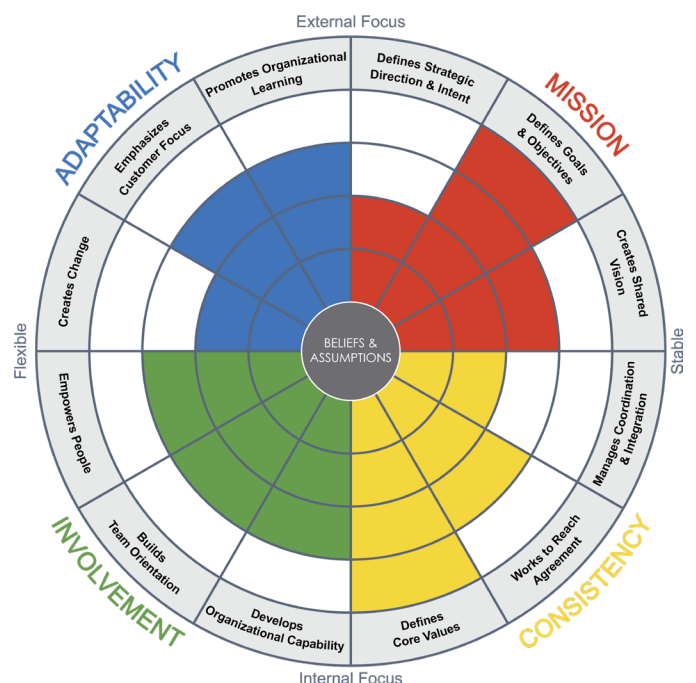 External Focus
ADAPTABILITY
MISSION
Promotes Organizational
Learning
Defines Strategic
Direction & Intent
Emphasizes
Customer Focus
Defines Goals
& Objectives
Creates Change
Creates Shared
Vision
Flexible
BELIEFS &
ASSUMPTIONS
Stable
Empowers People
Manages Coordination
& Integration
Builds
Team Orientation
Works to Reach
Agreement
Develops
Organizational Capability
Defines
Core Values
INVOLVEMENT
CONSISTENCY
Internal Focus